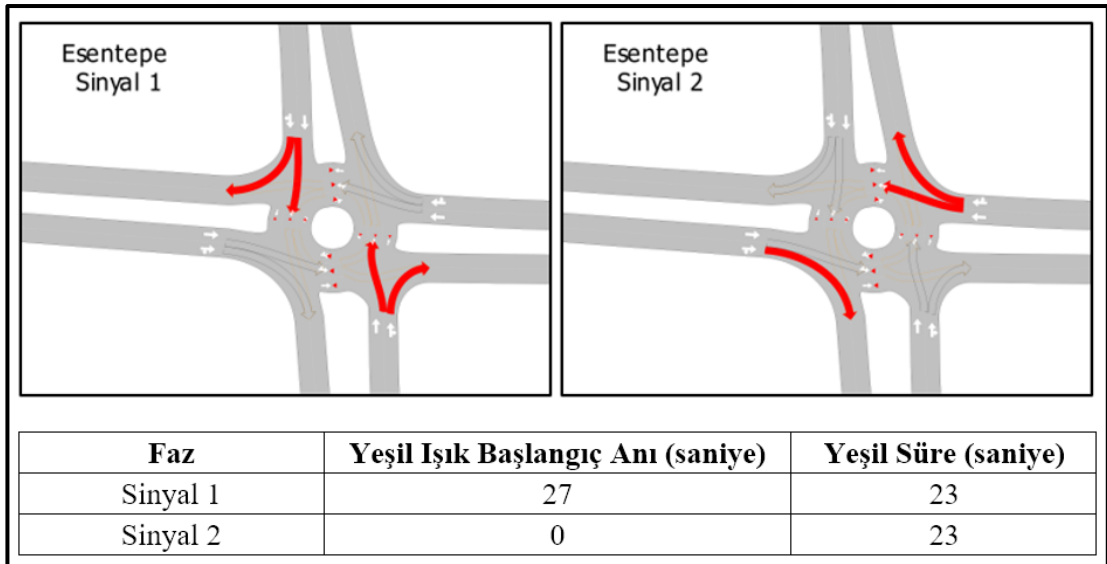 Esentepe
Sinyal 1
Esentepe
Sinyal 2
Faz Yeşil Işık Başlangıç Anı (saniye) Yeşil Süre (saniye)
Sinyal 1 27 23
Sinyal 2 0 23